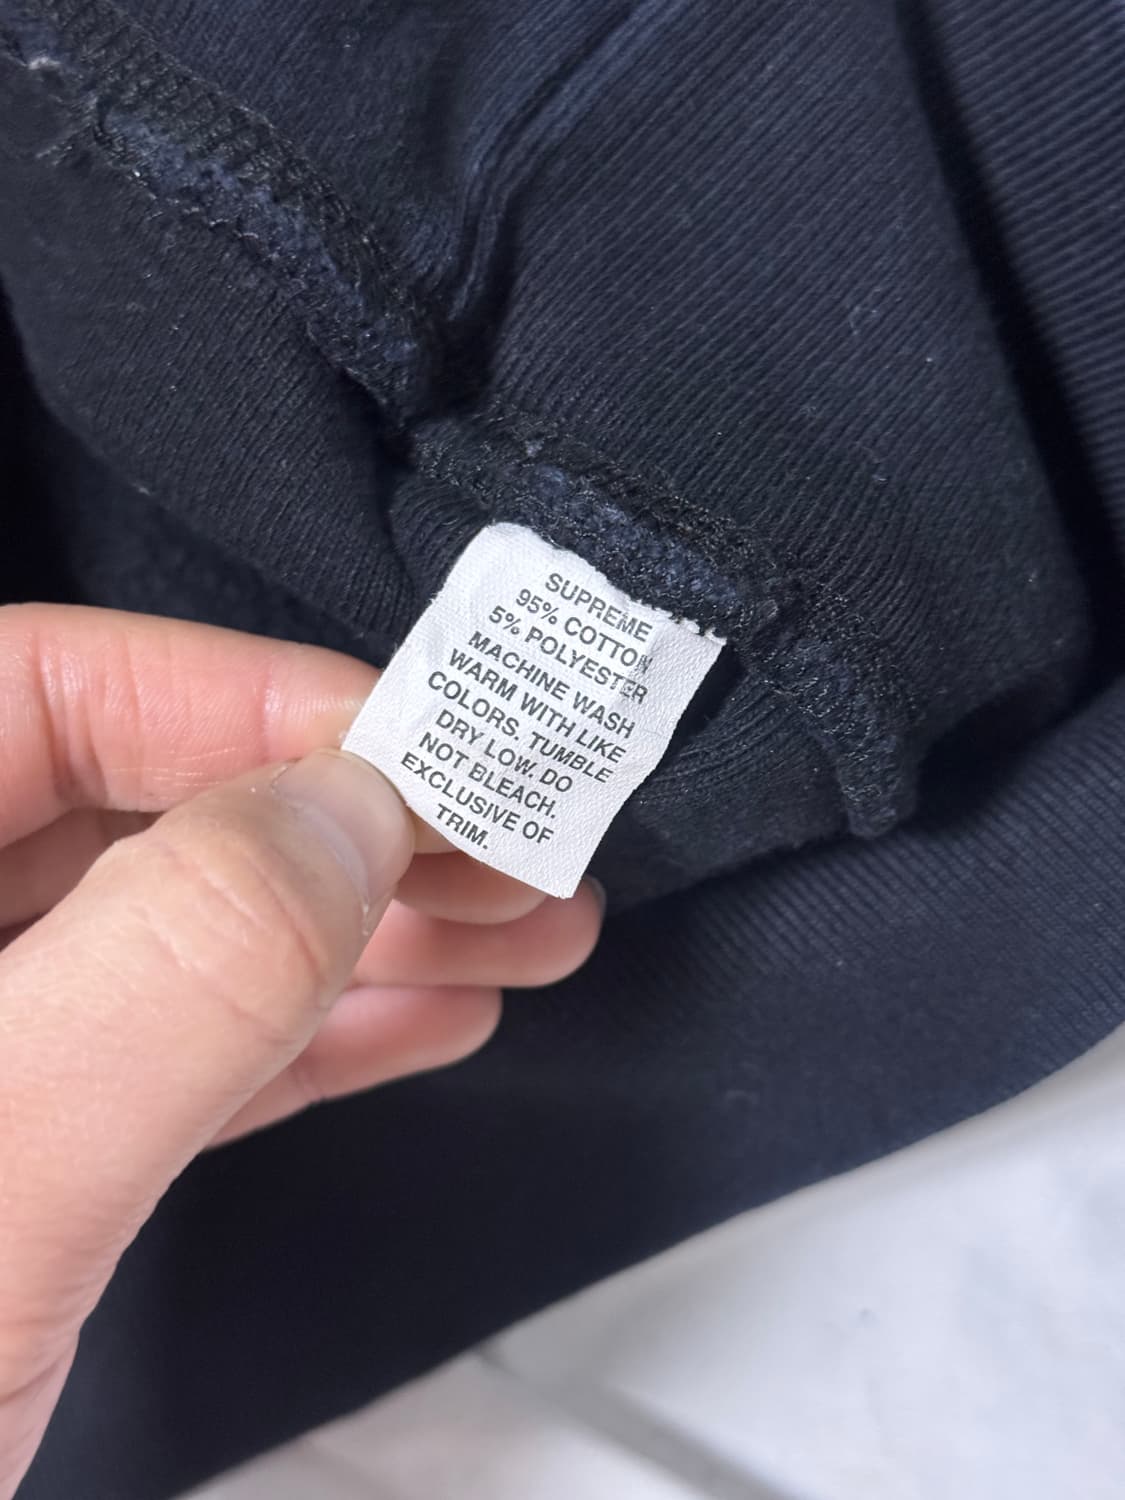 SUPREME
95% COTTON
5% POLYESTER
MACHINE WASH
WARM WITH LIKE
COLORS. TUMBLE
DRY LOW. DO
NOT BLEACH.
EXCLUSIVE OF
TRIM.